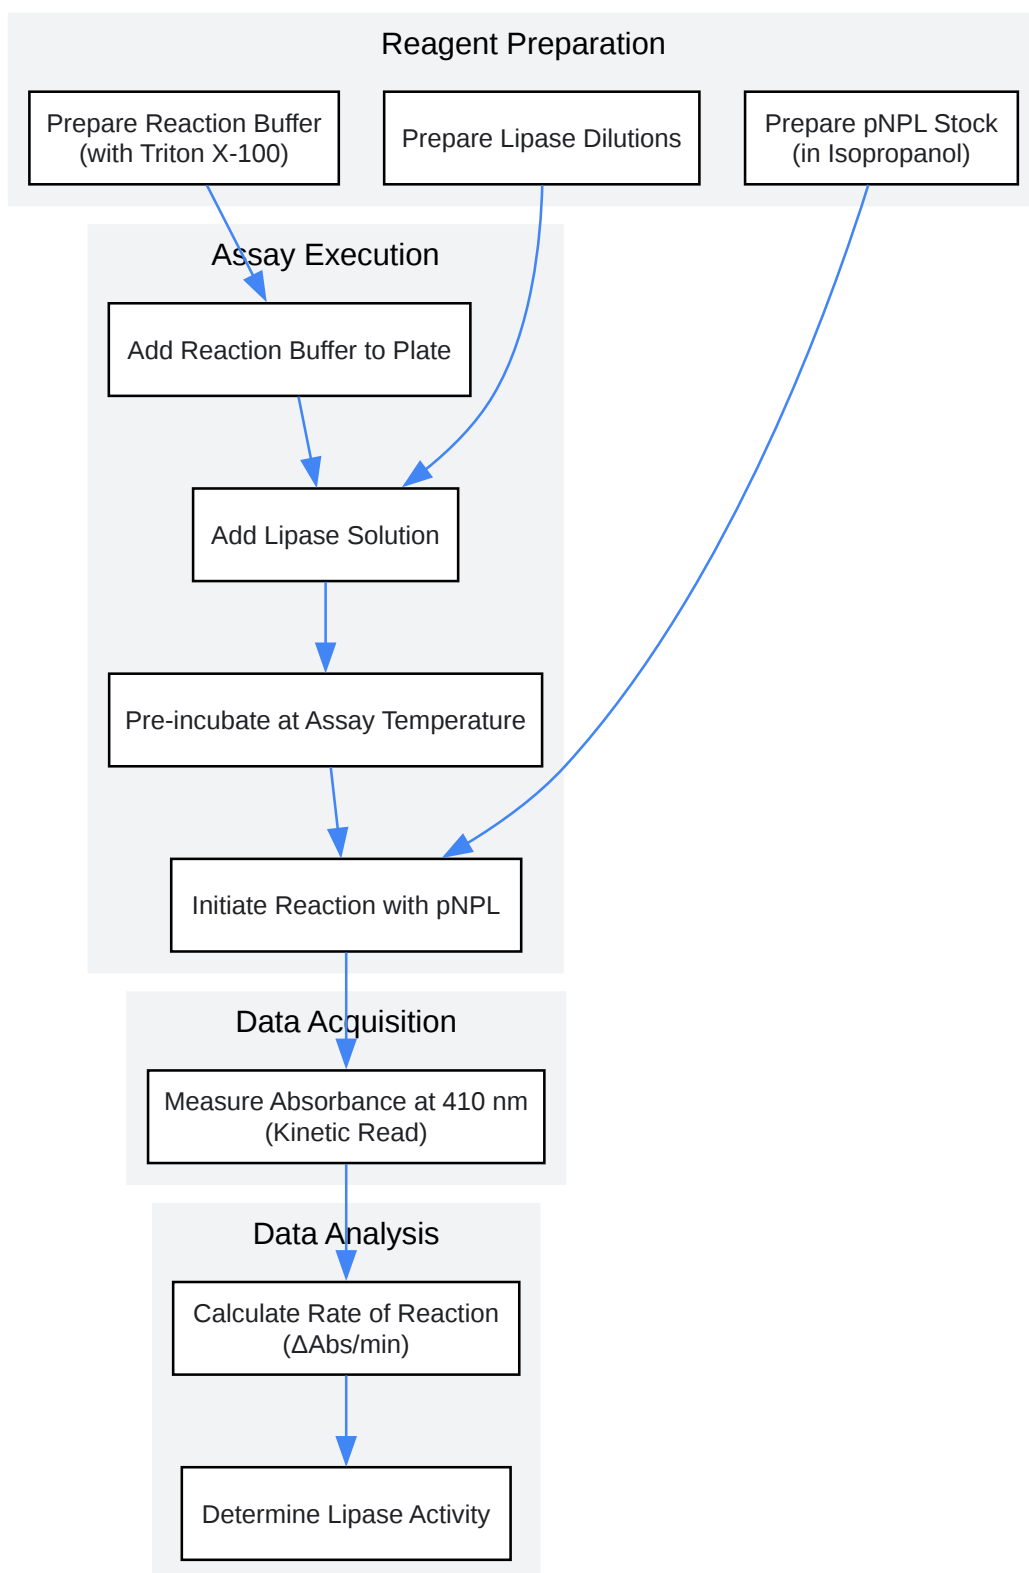 Reagent Preparation
Prepare Reaction Buffer
(with Triton X-100)
Prepare Lipase Dilutions
Prepare pNPL Stock
(in Isopropanol)
Assay Execution
Add Reaction Buffer to Plate
Add Lipase Solution
Pre-incubate at Assay Temperature
Initiate Reaction with pNPL
Data Acquisition
Measure Absorbance at 410 nm
(Kinetic Read)
Data Analysis
Calculate Rate of Reaction
(ΔAbs/min)
Determine Lipase Activity